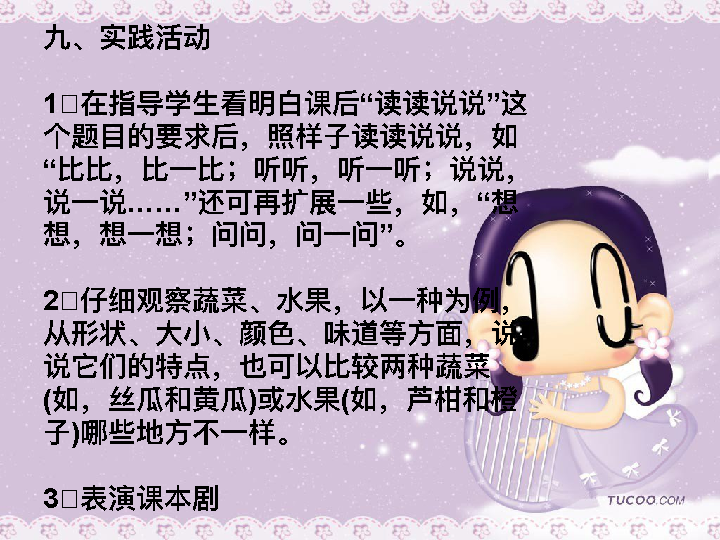 九、实践活动
1□在指导学生看明白课后“读读说说”这
个题目的要求后，照样子读读说说，如
“比比，比一比；听听，听一听；说说，
说一说……”还可再扩展一些，如，“想
想，想一想；问问，问一问”。
2□仔细观察蔬菜、水果，以一种为例，
从形状、大小、颜色、味道等方面，说
说它们的特点，也可以比较两种蔬菜
(如，丝瓜和黄瓜)或水果(如，芦柑和橙
子)哪些地方不一样。
3□表演课本剧
TUCOO.COM